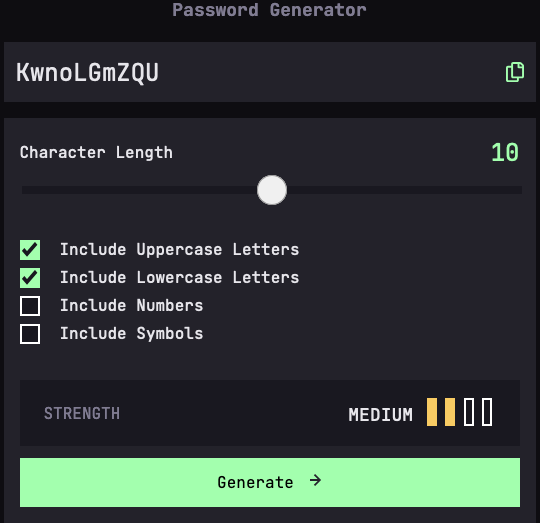 Password Generator
KwnoLGmZQU
Character Length 10
Include Uppercase Letters
Include Lowercase Letters
Include Numbers
Include Symbols
STRENGTH MEDIUM
Generate →